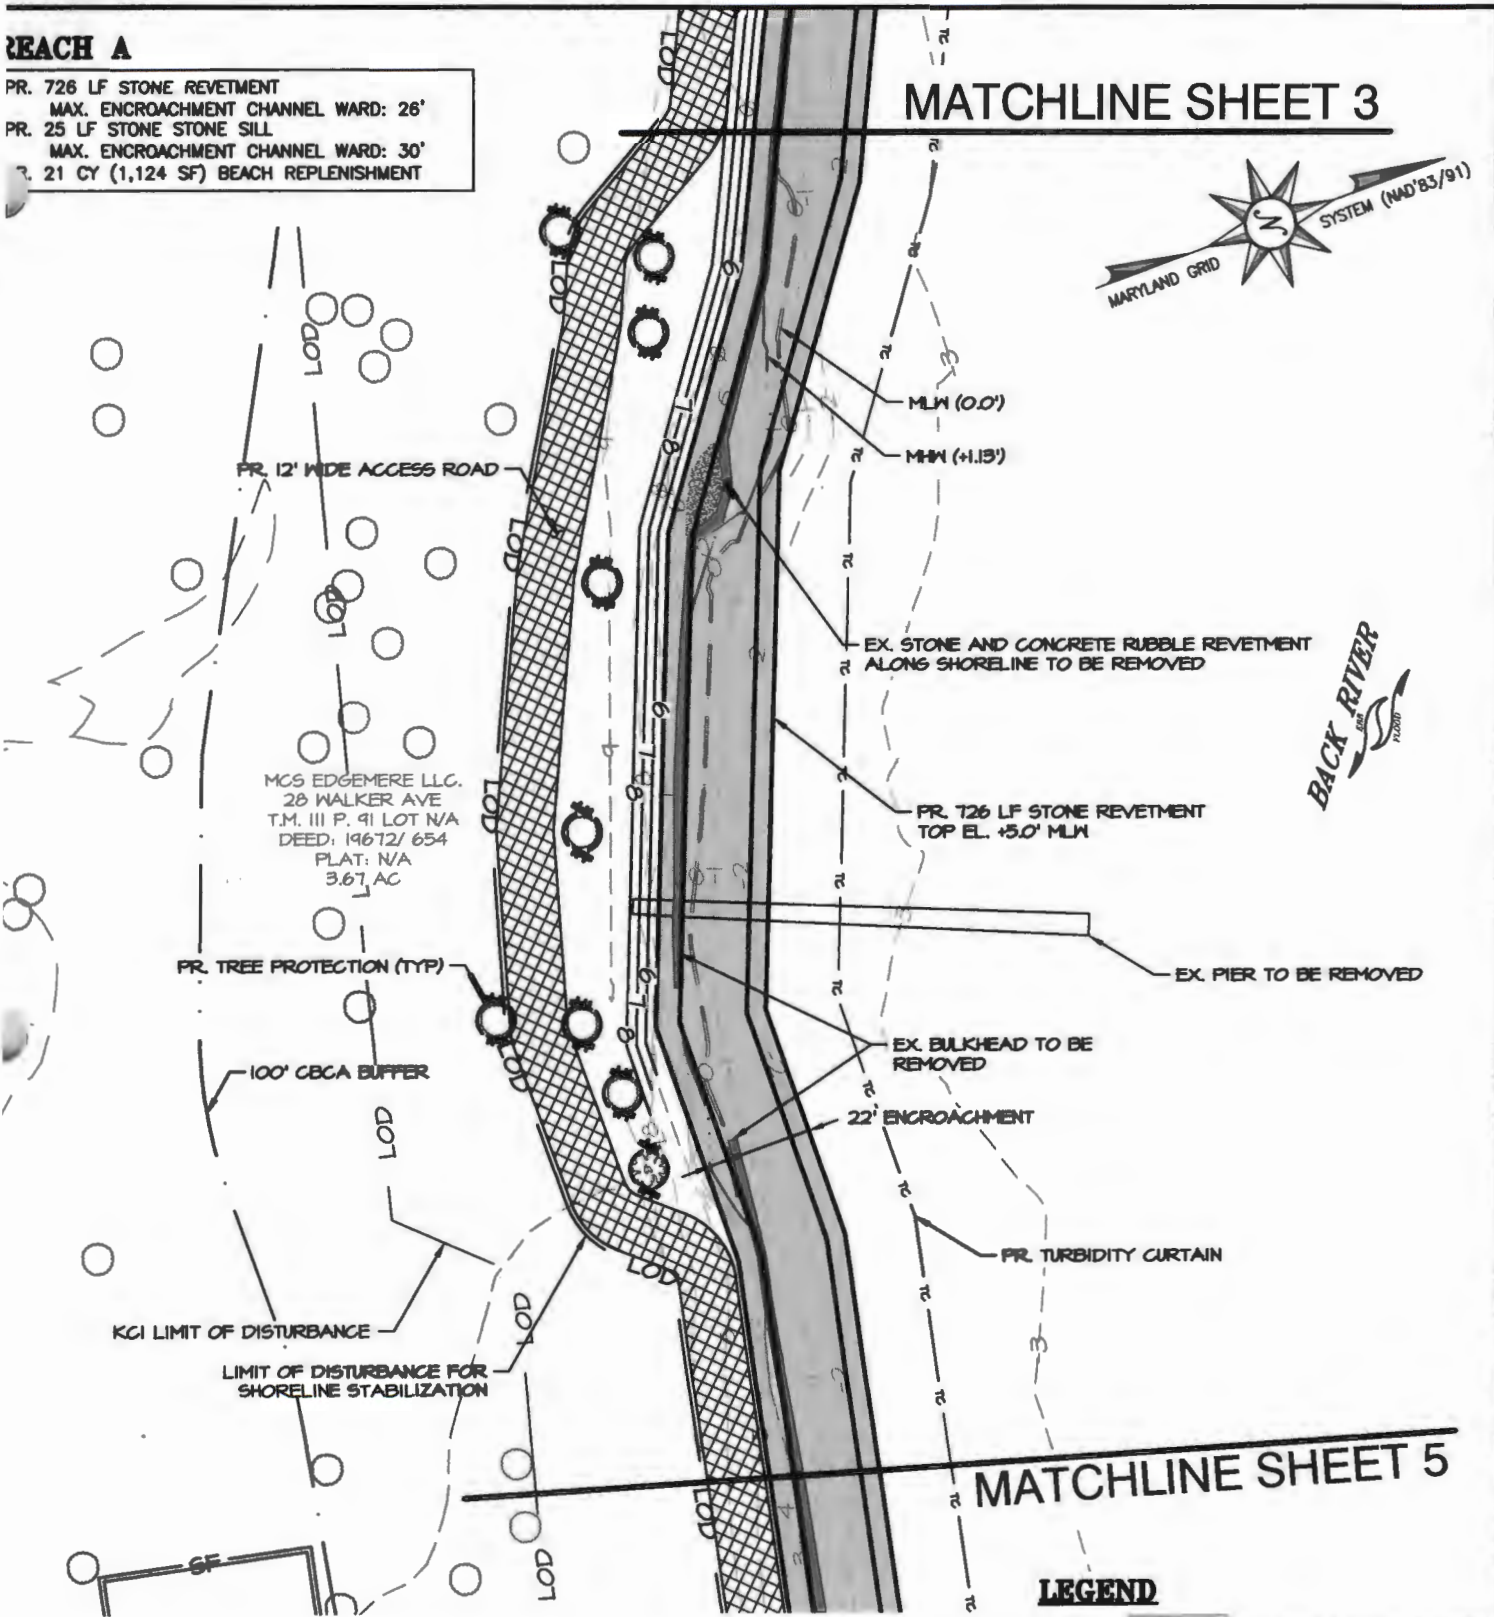 REACH A
PR. 726 LF STONE REVETMENT
MAX. ENCROACHMENT CHANNEL WARD: 26'
PR. 25 LF STONE STONE SILL
MAX. ENCROACHMENT CHANNEL WARD: 30'
21 CY (1,124 SF) BEACH REPLENISHMENT
MATCHLINE SHEET 3
N
MARYLAND GRID
SYSTEM (NAD'83/91)
LOD
LOD
LOD
MLW (0.0')
MHW (+1.13')
PR. 12' WIDE ACCESS ROAD
LOD
LOD
EX. STONE AND CONCRETE RUBBLE REVETMENT
ALONG SHORELINE TO BE REMOVED
BACK RIVER
EBB
FLOOD
MCS EDGEMERE LLC.
28 WALKER AVE
T.M. 111 P. 91 LOT N/A
DEED: 19672/ 654
PLAT: N/A
3.67 AC
LOD
PR. 726 LF STONE REVETMENT
TOP EL. +5.0' MLW
PR. TREE PROTECTION (TYP)
EX. PIER TO BE REMOVED
EX. BULKHEAD TO BE
REMOVED
LOD
100' CBCA BUFFER
22' ENCROACHMENT
LOD
PR. TURBIDITY CURTAIN
LOD
LOD
KCI LIMIT OF DISTURBANCE
LIMIT OF DISTURBANCE FOR
SHORELINE STABILIZATION
MATCHLINE SHEET 5
LOD
LOD
SF
LEGEND